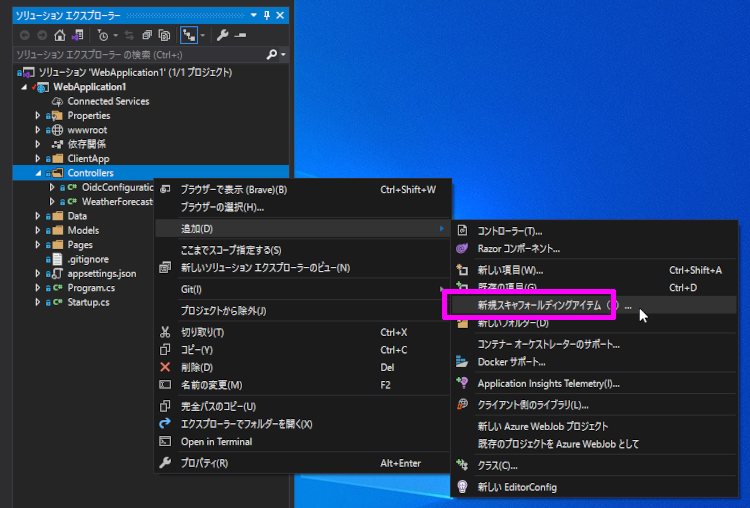 ソリューション エクスプローラー
ソリューション エクスプローラー の検索 (Ctrl+;)
ソリューション 'WebApplication1' (1/1 プロジェクト)
WebApplication1
Connected Services
Properties
wwwroot
依存関係
ClientApp
Controllers
OidcConfiguratic
WeatherForecast
Data
Models
Pages
.gitignore
appsettings.json
Program.cs
Startup.cs
ブラウザーで表示 (Brave)(B) Ctrl+Shift+W
ブラウザーの選択(H)...
追加(D)
ここまでスコープ指定する(S)
新しいソリューション エクスプローラーのビュー(N)
Git(I)
プロジェクトから除外(J)
切り取り(T) Ctrl+X
コピー(Y) Ctrl+C
削除(D) Del
名前の変更(M) F2
完全パスのコピー(U)
エクスプローラーでフォルダーを開く(X)
Open in Terminal
プロパティ(R) Alt+Enter
コントローラー(T)...
Razor コンポーネント...
新しい項目(W)... Ctrl+Shift+A
既存の項目(G)... Ctrl+D
新規スキャフォールディングアイテム
新しいフォルダー(D)
コンテナー オーケストレーターのサポート...
Docker サポート...
Application Insights Telemetry(I)...
クライアント側のライブラリ(L)...
新しい Azure WebJob プロジェクト
既存のプロジェクトを Azure WebJob として
クラス(C)...
新しい EditorConfig